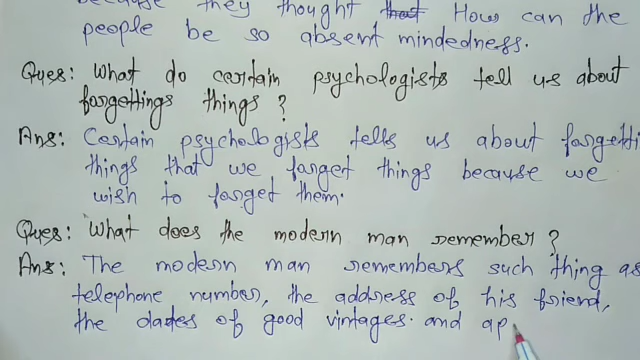 because they thought How can the
people be so absent mindedness.
Ques: What do certain psychologists tell us about
forgettings things ?
Ans: Certain psychologists tells us about forgetti
things that we forget things because we
wish to forget them.
Ques: What does the modern man remember ?
Ans: The modern man remembers such thing as
telephone number, the address of his friend,
the dates of good vintages. and ap